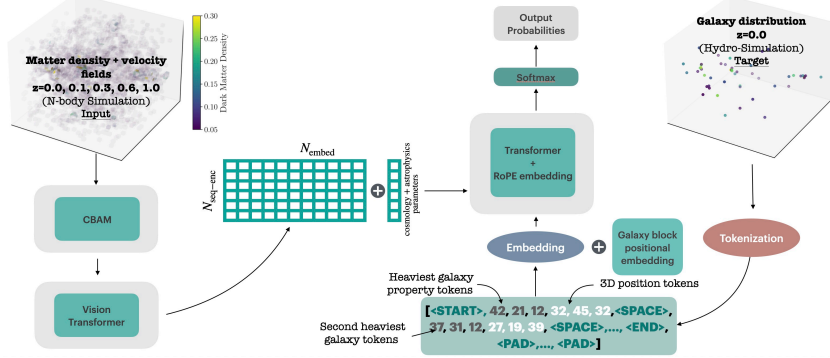 Matter density + velocity
fields
z=0.0, 0.1, 0.3, 0.6, 1.0
(N-body Simulation)
Input
0.30
0.25
0.20
0.15
0.10
0.05
Dark Matter Density
CBAM
Vision
Transformer
N_embed
N_seq−enc
+
cosmology + astrophysics
parameters
Output
Probabilities
Softmax
Transformer
+
RoPE embedding
Embedding
+
Galaxy block
positional
embedding
Galaxy distribution
z=0.0
(Hydro-Simulation)
Target
Tokenization
Heaviest galaxy
property tokens
3D position tokens
Second heaviest
galaxy tokens
[<START>, 42, 21, 12, 32, 45, 32,<SPACE>,
37, 31, 12, 27, 19, 39, <SPACE>,..., <END>,
<PAD>,..., <PAD>]